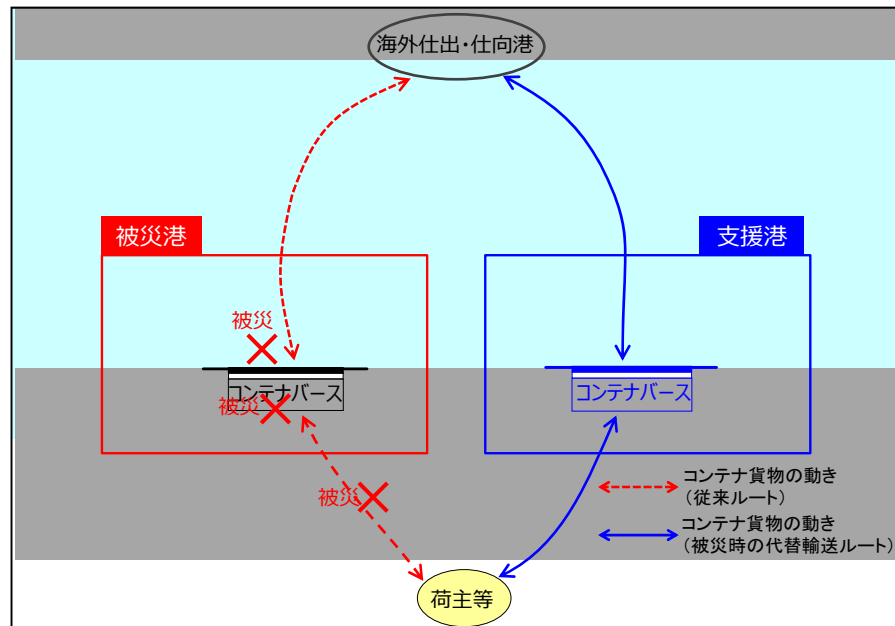 海外仕出・仕向港
被災港
支援港
被災
コンテナバース
被災
コンテナバース
被災
コンテナ貨物の動き
（従来ルート）
コンテナ貨物の動き
（被災時の代替輸送ルート）
荷主等